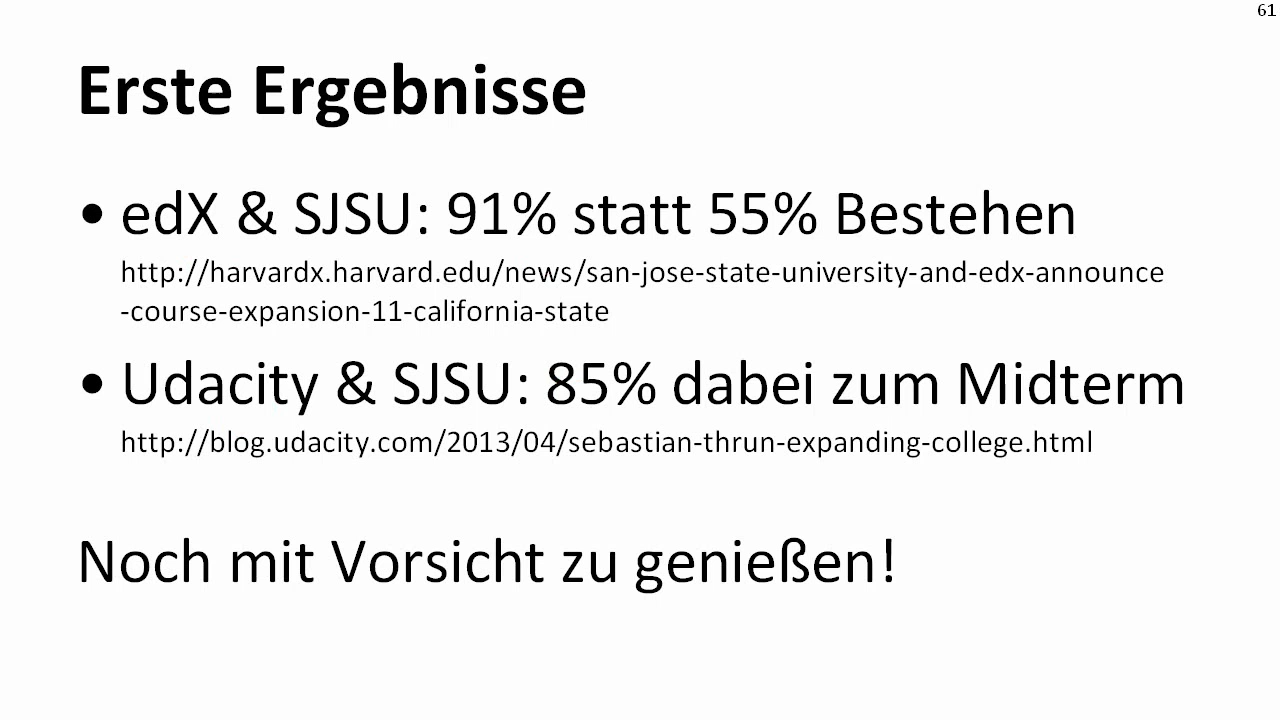 61
Erste Ergebnisse
• edX & SJSU: 91% statt 55% Bestehen
http://harvardx.harvard.edu/news/san-jose-state-university-and-edx-announce
-course-expansion-11-california-state
• Udacity & SJSU: 85% dabei zum Midterm
http://blog.udacity.com/2013/04/sebastian-thrun-expanding-college.html
Noch mit Vorsicht zu genießen!